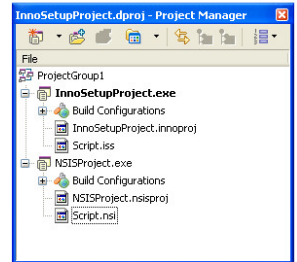 InnoSetupProject.dproj - Project Manager
File
ProjectGroup1
InnoSetupProject.exe
Build Configurations
InnoSetupProject.innoproj
Script.iss
NSISProject.exe
Build Configurations
NSISProject.nsisproj
Script.nsi